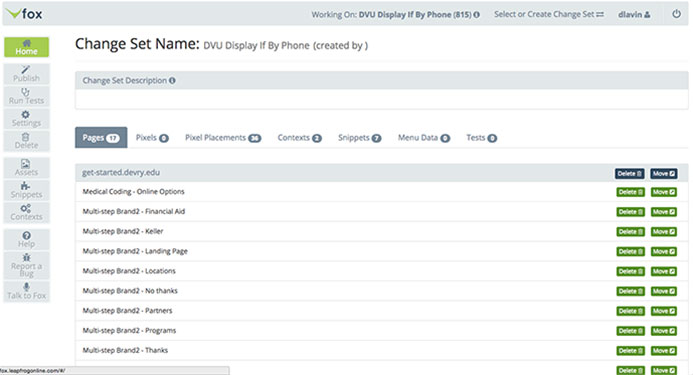 fox
Working On: DVU Display If By Phone (815)
Select or Create Change Set
dlavin
Home
Publish
Run Tests
Settings
Delete
Assets
Snippets
Contexts
Help
Report a
Bug
Talk to Fox
Change Set Name: DVU Display If By Phone (created by )
Change Set Description
Pages 17 Pixels 0 Pixel Placements 36 Contexts 2 Snippets 7 Menu Data 0 Tests 0
get-started.devry.edu Delete Move
Medical Coding - Online Options Delete Move
Multi-step Brand2 - Financial Aid Delete Move
Multi-step Brand2 - Keller Delete Move
Multi-step Brand2 - Landing Page Delete Move
Multi-step Brand2 - Locations Delete Move
Multi-step Brand2 - No thanks Delete Move
Multi-step Brand2 - Partners Delete Move
Multi-step Brand2 - Programs Delete Move
Multi-step Brand2 - Thanks Delete Move
Delete Move
fox.leapfrogonline.com/#/